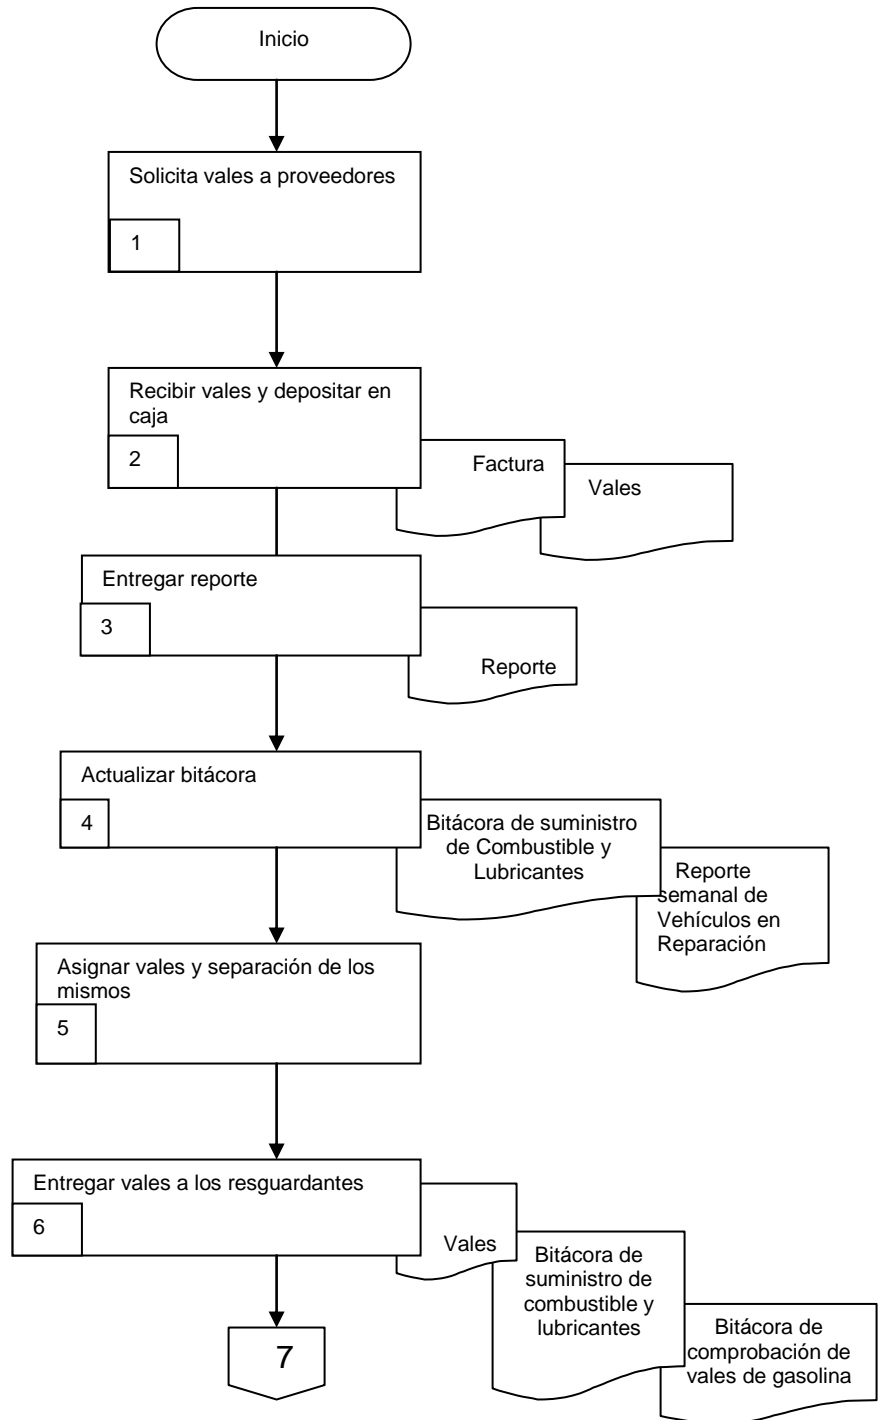 Inicio
Solicita vales a proveedores
1
Recibir vales y depositar en
caja
2
Factura
Vales
Entregar reporte
3
Reporte
Actualizar bitácora
4
Bitácora de suministro
de Combustible y
Lubricantes
Reporte
semanal de
Vehículos en
Reparación
Asignar vales y separación de los
mismos
5
Entregar vales a los resguardantes
6
Vales
Bitácora de
suministro de
combustible y
lubricantes
Bitácora de
comprobación de
vales de gasolina
7